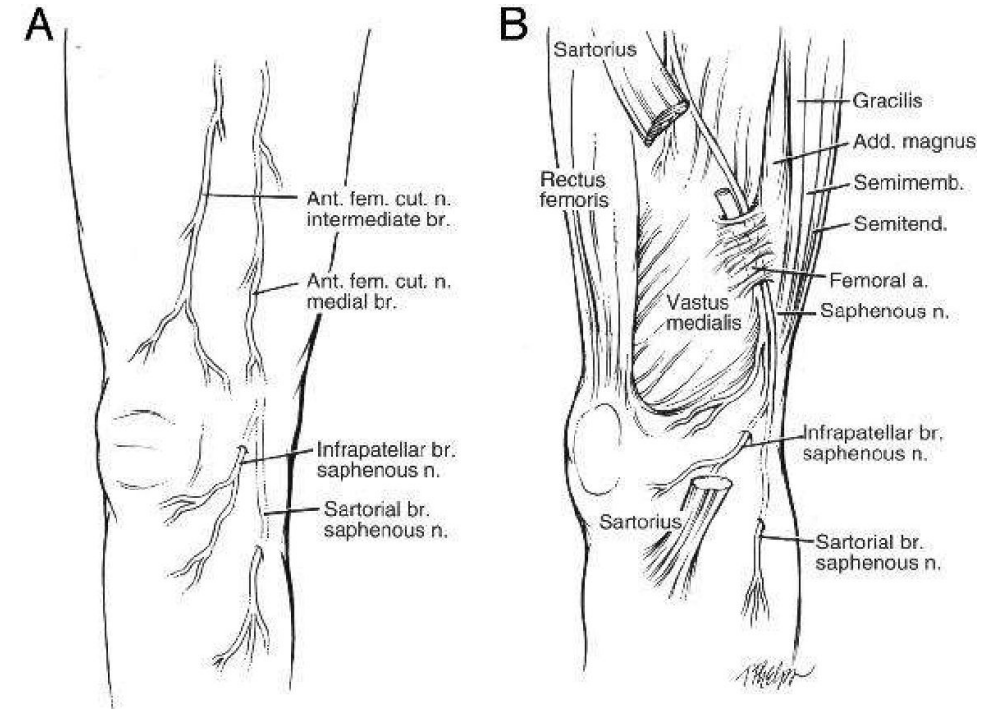 A
Ant. fem. cut. n.
intermediate br.
Ant. fem. cut. n.
medial br.
Infrapatellar br.
saphenous n.
Sartorial br.
saphenous n.
B
Sartorius
Gracilis
Add. magnus
Rectus
femoris
Semimemb.
Semitend.
Femoral a.
Vastus
medialis
Saphenous n.
Infrapatellar br.
saphenous n.
Sartorius
Sartorial br.
saphenous n.